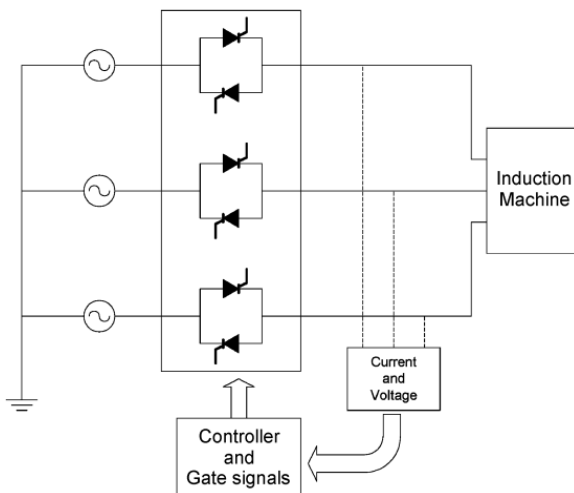 Induction
Machine
Current
and
Voltage
Controller
and
Gate signals